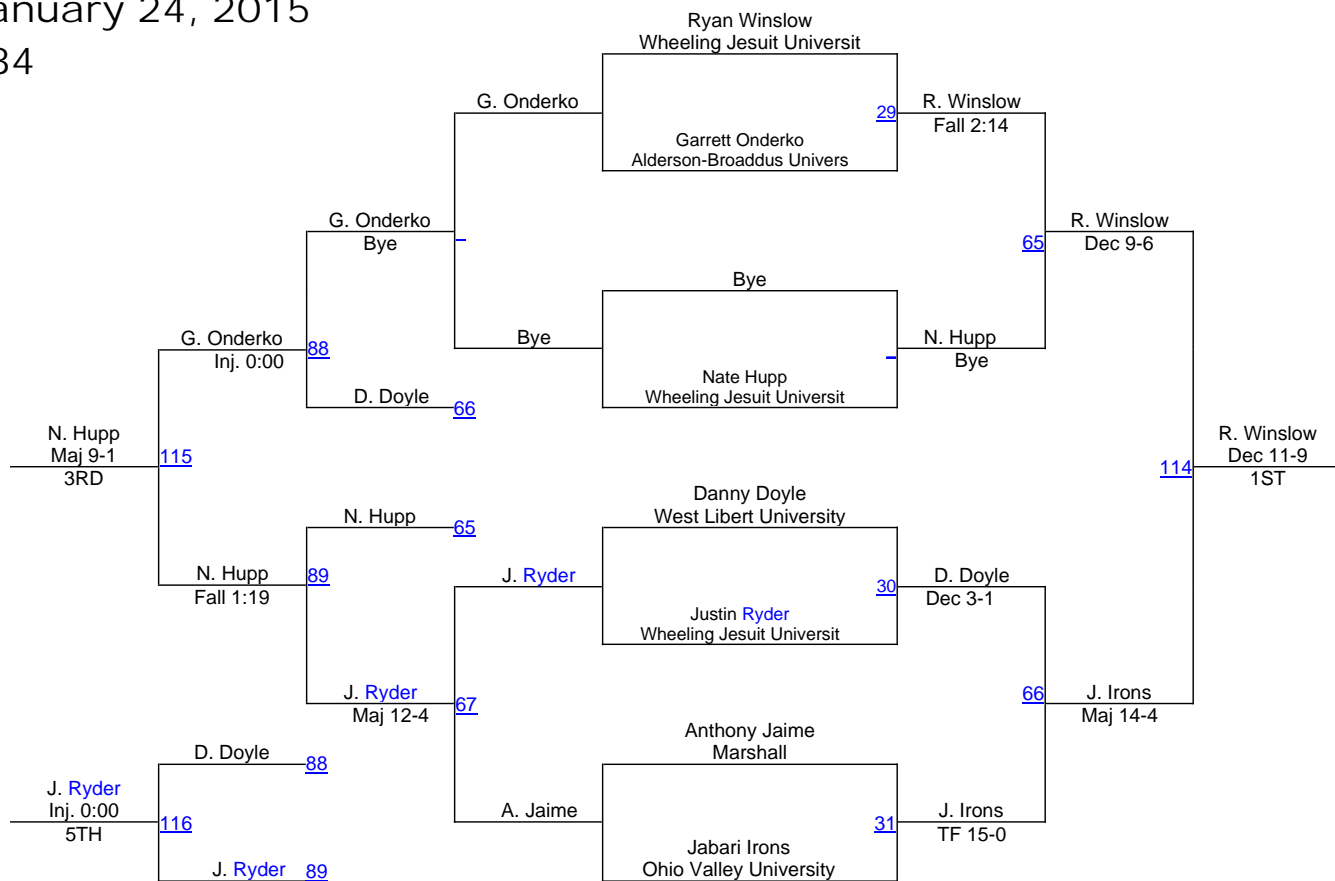 anuary 24, 2015
84
Ryan Winslow
Wheeling Jesuit Universit
G. Onderko
29
R. Winslow
Fall 2:14
Garrett Onderko
Alderson-Broaddus Univers
G. Onderko
Bye
65
R. Winslow
Dec 9-6
Bye
G. Onderko
Inj. 0:00
88
Bye
N. Hupp
Bye
Nate Hupp
Wheeling Jesuit Universit
D. Doyle
66
N. Hupp
Maj 9-1
3RD
115
114
R. Winslow
Dec 11-9
1ST
Danny Doyle
West Libert University
N. Hupp
65
N. Hupp
Fall 1:19
89
J. Ryder
30
D. Doyle
Dec 3-1
Justin Ryder
Wheeling Jesuit Universit
J. Ryder
Maj 12-4
67
66
J. Irons
Maj 14-4
Anthony Jaime
Marshall
D. Doyle
88
J. Ryder
Inj. 0:00
5TH
116
A. Jaime
31
J. Irons
TF 15-0
Jabari Irons
Ohio Valley University
J. Ryder 89